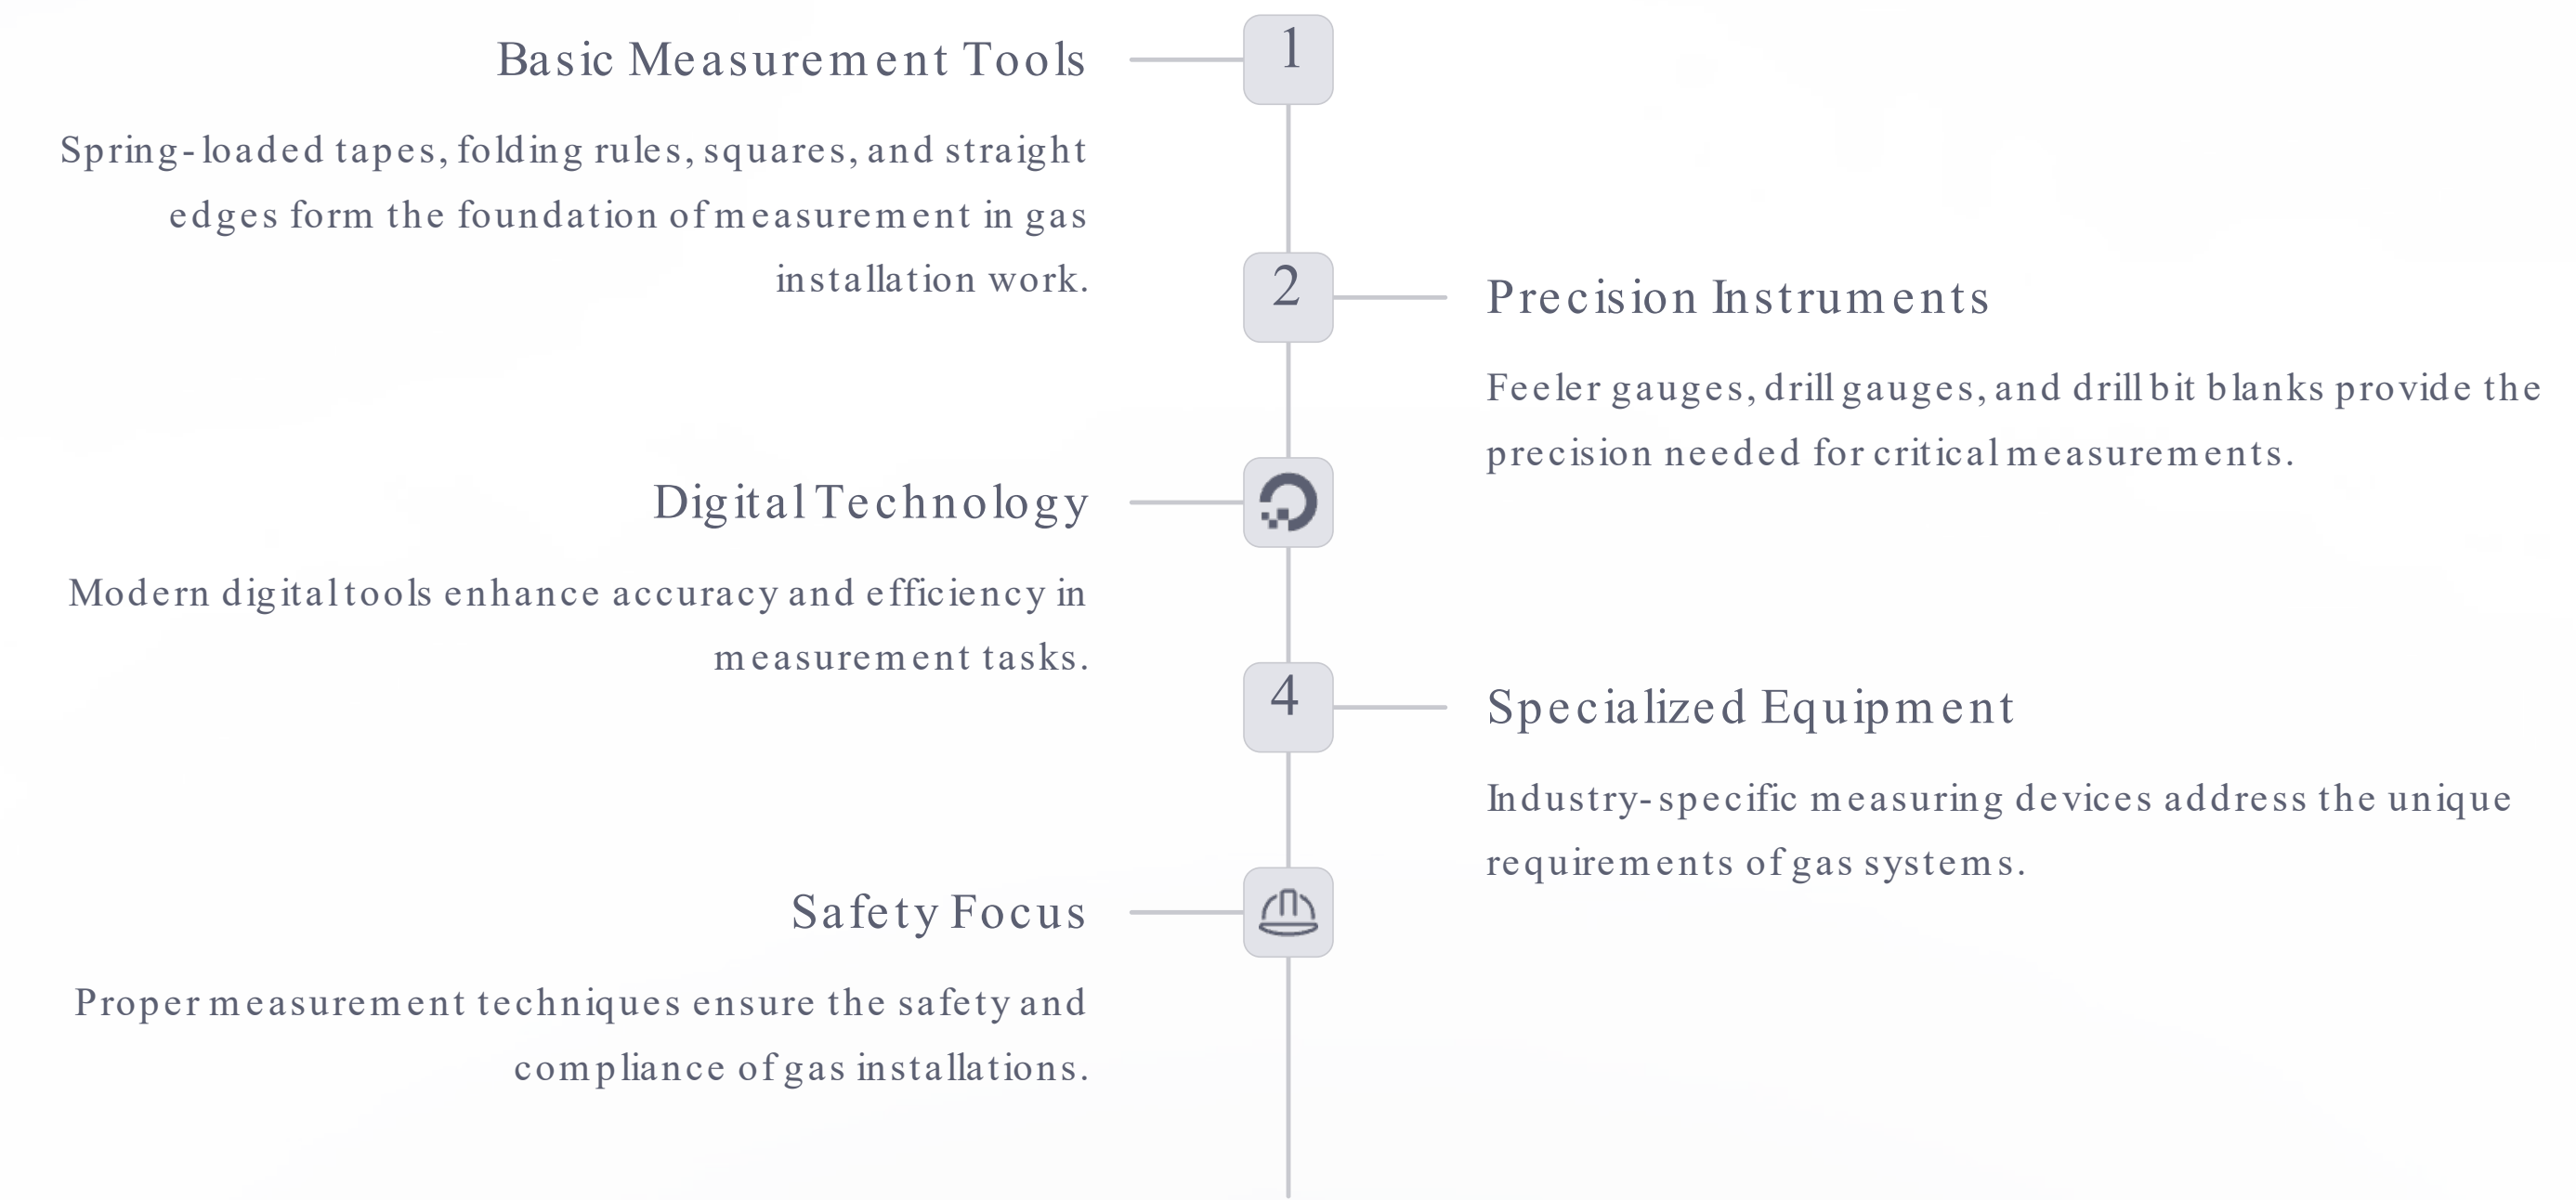 1
Basic Measurement Tools
Spring-loaded tapes, folding rules, squares, and straight
edges form the foundation of measurement in gas
installation work.
2
Precision Instruments
Feeler gauges, drill gauges, and drill bit blanks provide the
precision needed for critical measurements.
Digital Technology
Modern digital tools enhance accuracy and efficiency in
measurement tasks.
4
Specialized Equipment
Industry-specific measuring devices address the unique
requirements of gas systems.
Safety Focus
Proper measurement techniques ensure the safety and
compliance of gas installations.